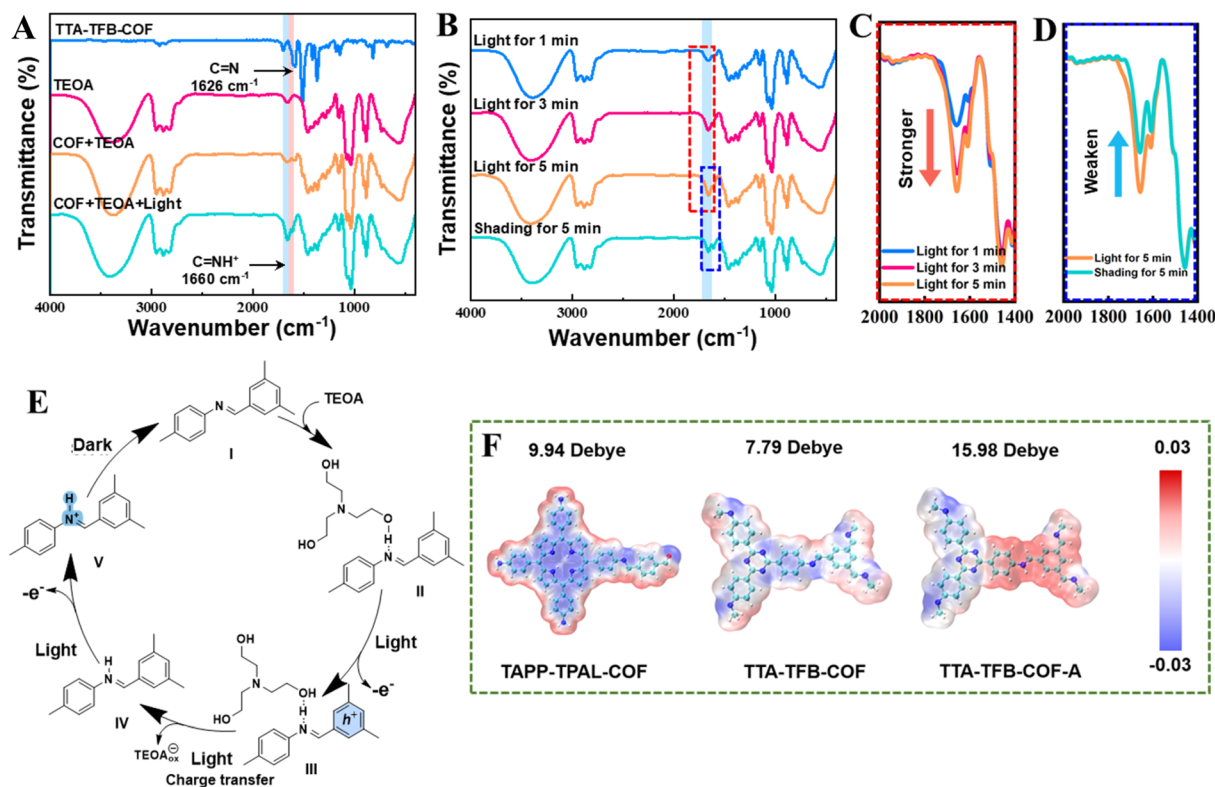 A
TTA-TFB-COF
C=N
1626 cm⁻¹
TEOA
COF+TEOA
COF+TEOA+Light
C=NH⁺
1660 cm⁻¹
Transmittance (%)
4000 3000 2000 1000
Wavenumber (cm⁻¹)
B
Light for 1 min
Light for 3 min
Light for 5 min
Shading for 5 min
Transmittance (%)
4000 3000 2000 1000
Wavenumber (cm⁻¹)
C
Stronger
Light for 1 min
Light for 3 min
Light for 5 min
2000 1800 1600 1400
D
Weaken
Light for 5 min
Shading for 5 min
2000 1800 1600 1400
E
N
I
TEOA
OH
N
O
HO
H
N
II
Light
-e⁻
OH
N
OH
HO
H
N
h⁺
III
Light
Charge transfer
TEOAox⊖
H
N
IV
Light
-e⁻
H
N⁺
V
Dark
F
9.94 Debye 7.79 Debye 15.98 Debye
TAPP-TPAL-COF TTA-TFB-COF TTA-TFB-COF-A
0.03
-0.03